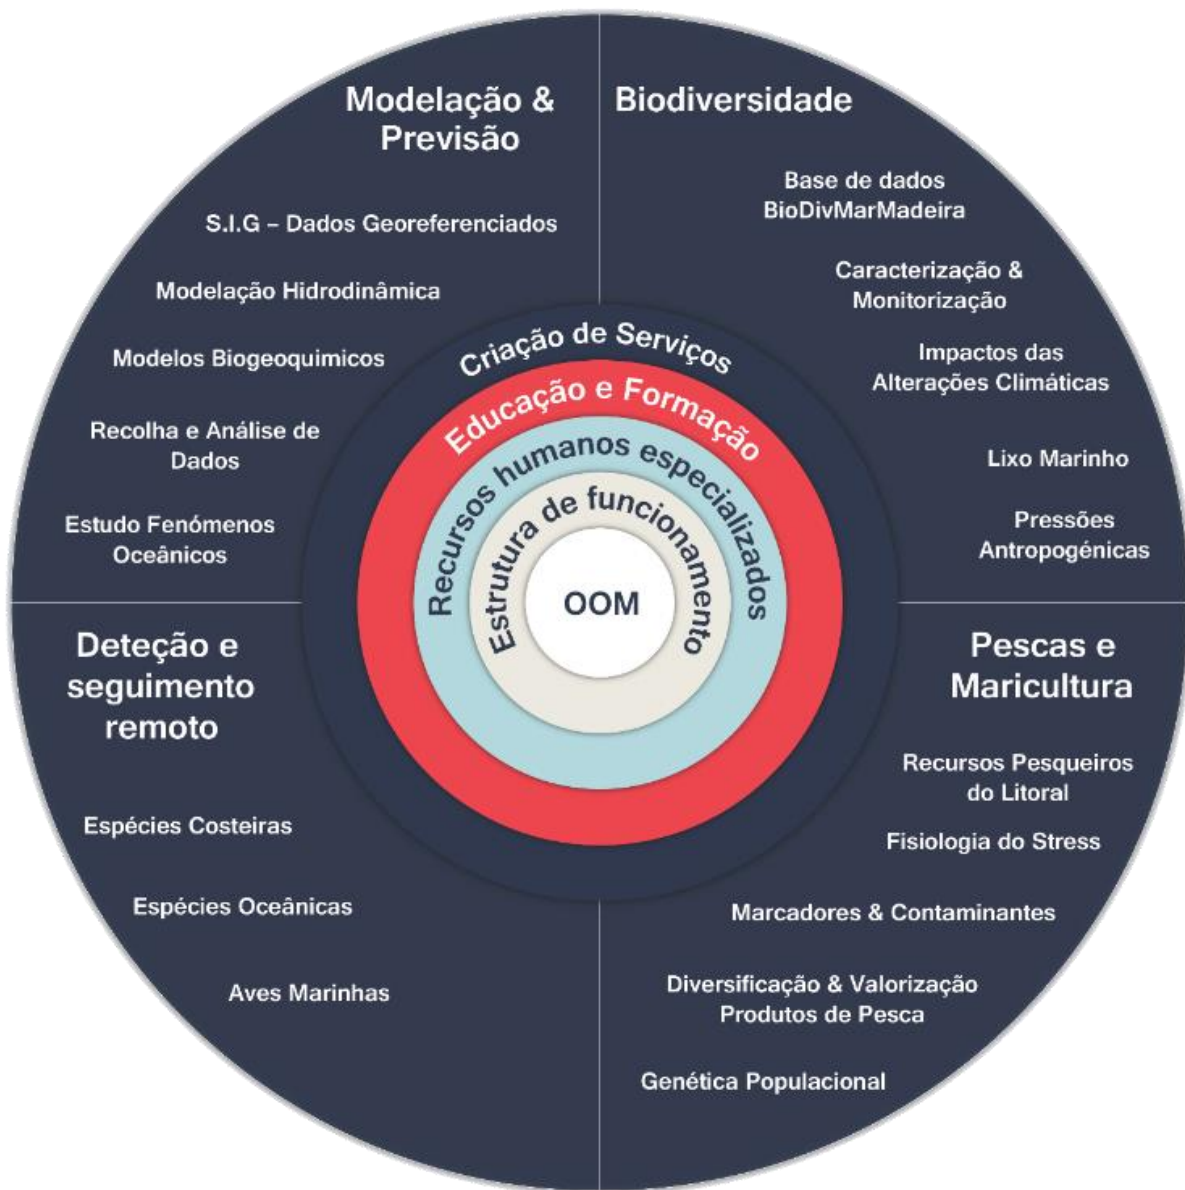 Modelação &
Previsão
S.I.G – Dados Georeferenciados
Modelação Hidrodinâmica
Modelos Biogeoquimicos
Recolha e Análise de
Dados
Estudo Fenómenos
Oceânicos
Biodiversidade
Base de dados
BioDivMarMadeira
Caracterização &
Monitorização
Impactos das
Alterações Climáticas
Lixo Marinho
Pressões
Antropogénicas
Criação de Serviços
Educação e Formação
Recursos humanos especializados
Estrutura de funcionamento
OOM
Deteção e
seguimento
remoto
Espécies Costeiras
Espécies Oceânicas
Aves Marinhas
Pescas e
Maricultura
Recursos Pesqueiros
do Litoral
Fisiologia do Stress
Marcadores & Contaminantes
Diversificação & Valorização
Produtos de Pesca
Genética Populacional